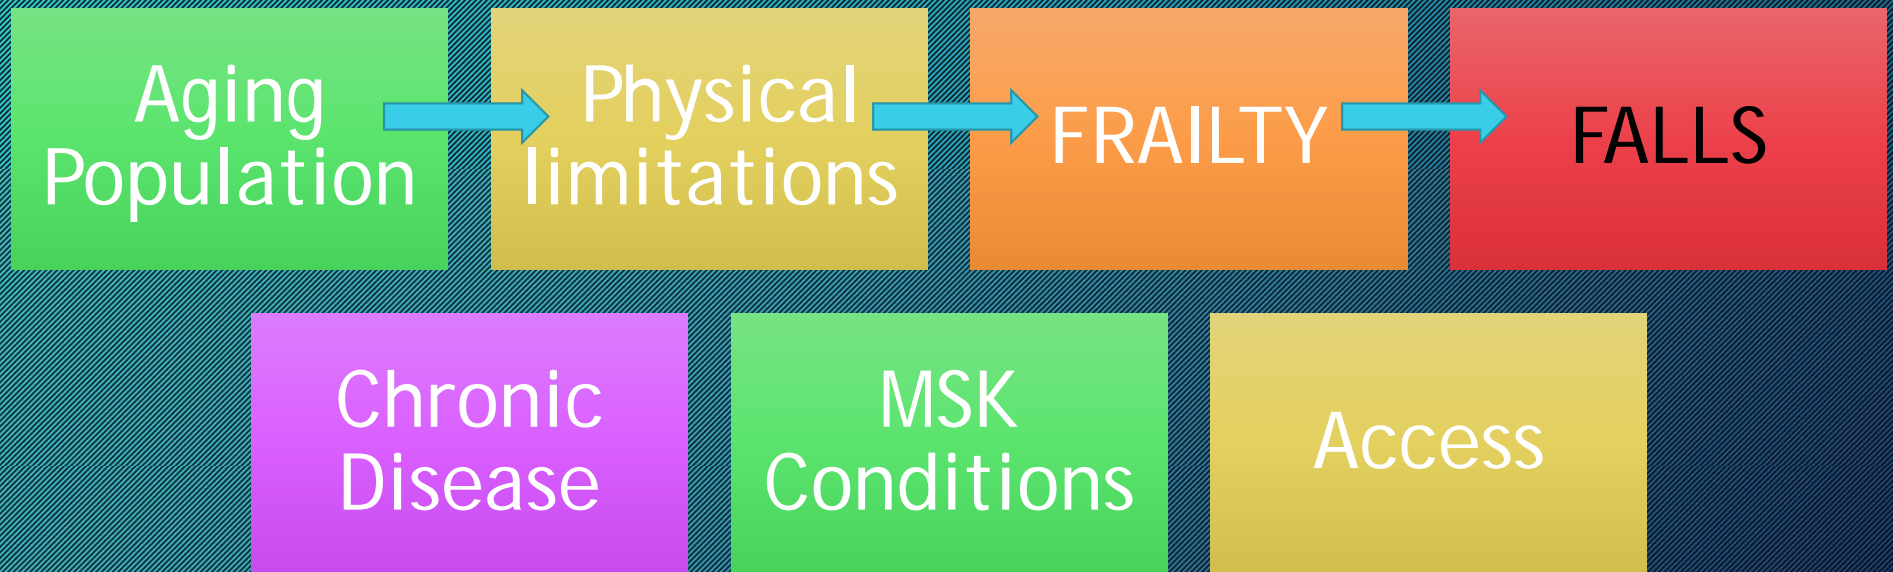 Aging
Population
Physical
limitations
FRAILTY
FALLS
Chronic
Disease
MSK
Conditions
Access